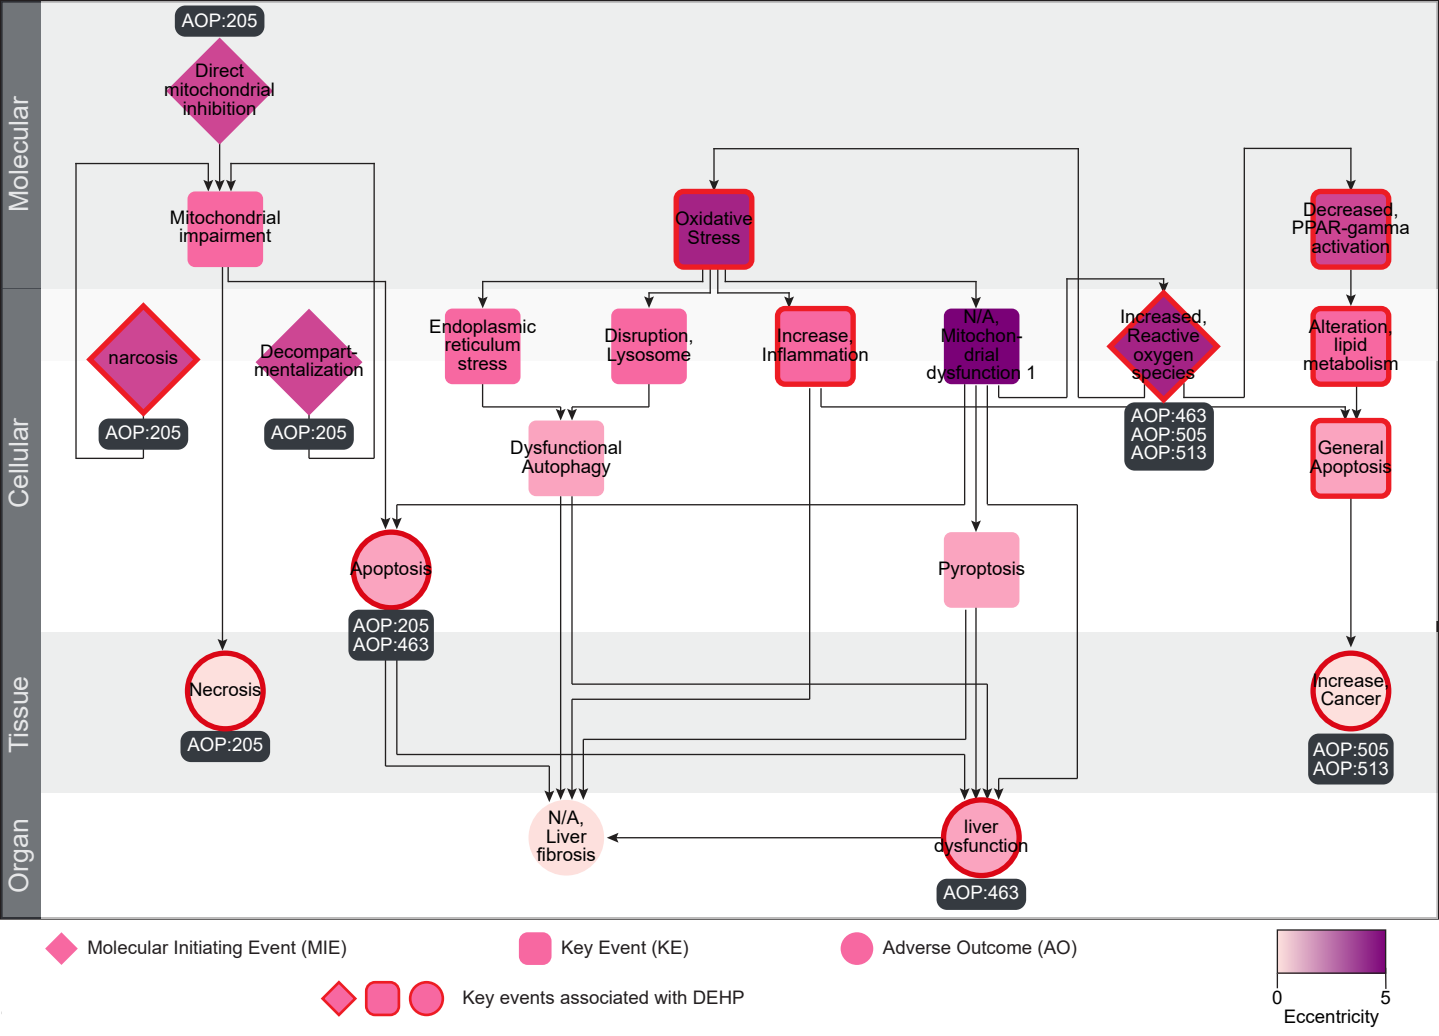 AOP:205
Direct
mitochondrial
inhibition
Molecular
Mitochondrial
impairment
Oxidative
Stress
Decreased,
PPAR-gamma
activation
narcosis
AOP:205
Decompart-
mentalization
AOP:205
Endoplasmic
reticulum
stress
Disruption,
Lysosome
Increase,
Inflammation
N/A,
Mitochon-
drial
dysfunction 1
Increased,
Reactive
oxygen
species
AOP:463
AOP:505
AOP:513
Alteration,
lipid
metabolism
Cellular
Dysfunctional
Autophagy
General
Apoptosis
Apoptosis
AOP:205
AOP:463
Pyroptosis
Tissue
Necrosis
AOP:205
Increase,
Cancer
AOP:505
AOP:513
Organ
N/A,
Liver
fibrosis
liver
dysfunction
AOP:463
Molecular Initiating Event (MIE)
Key Event (KE)
Adverse Outcome (AO)
Key events associated with DEHP
0
5
Eccentricity